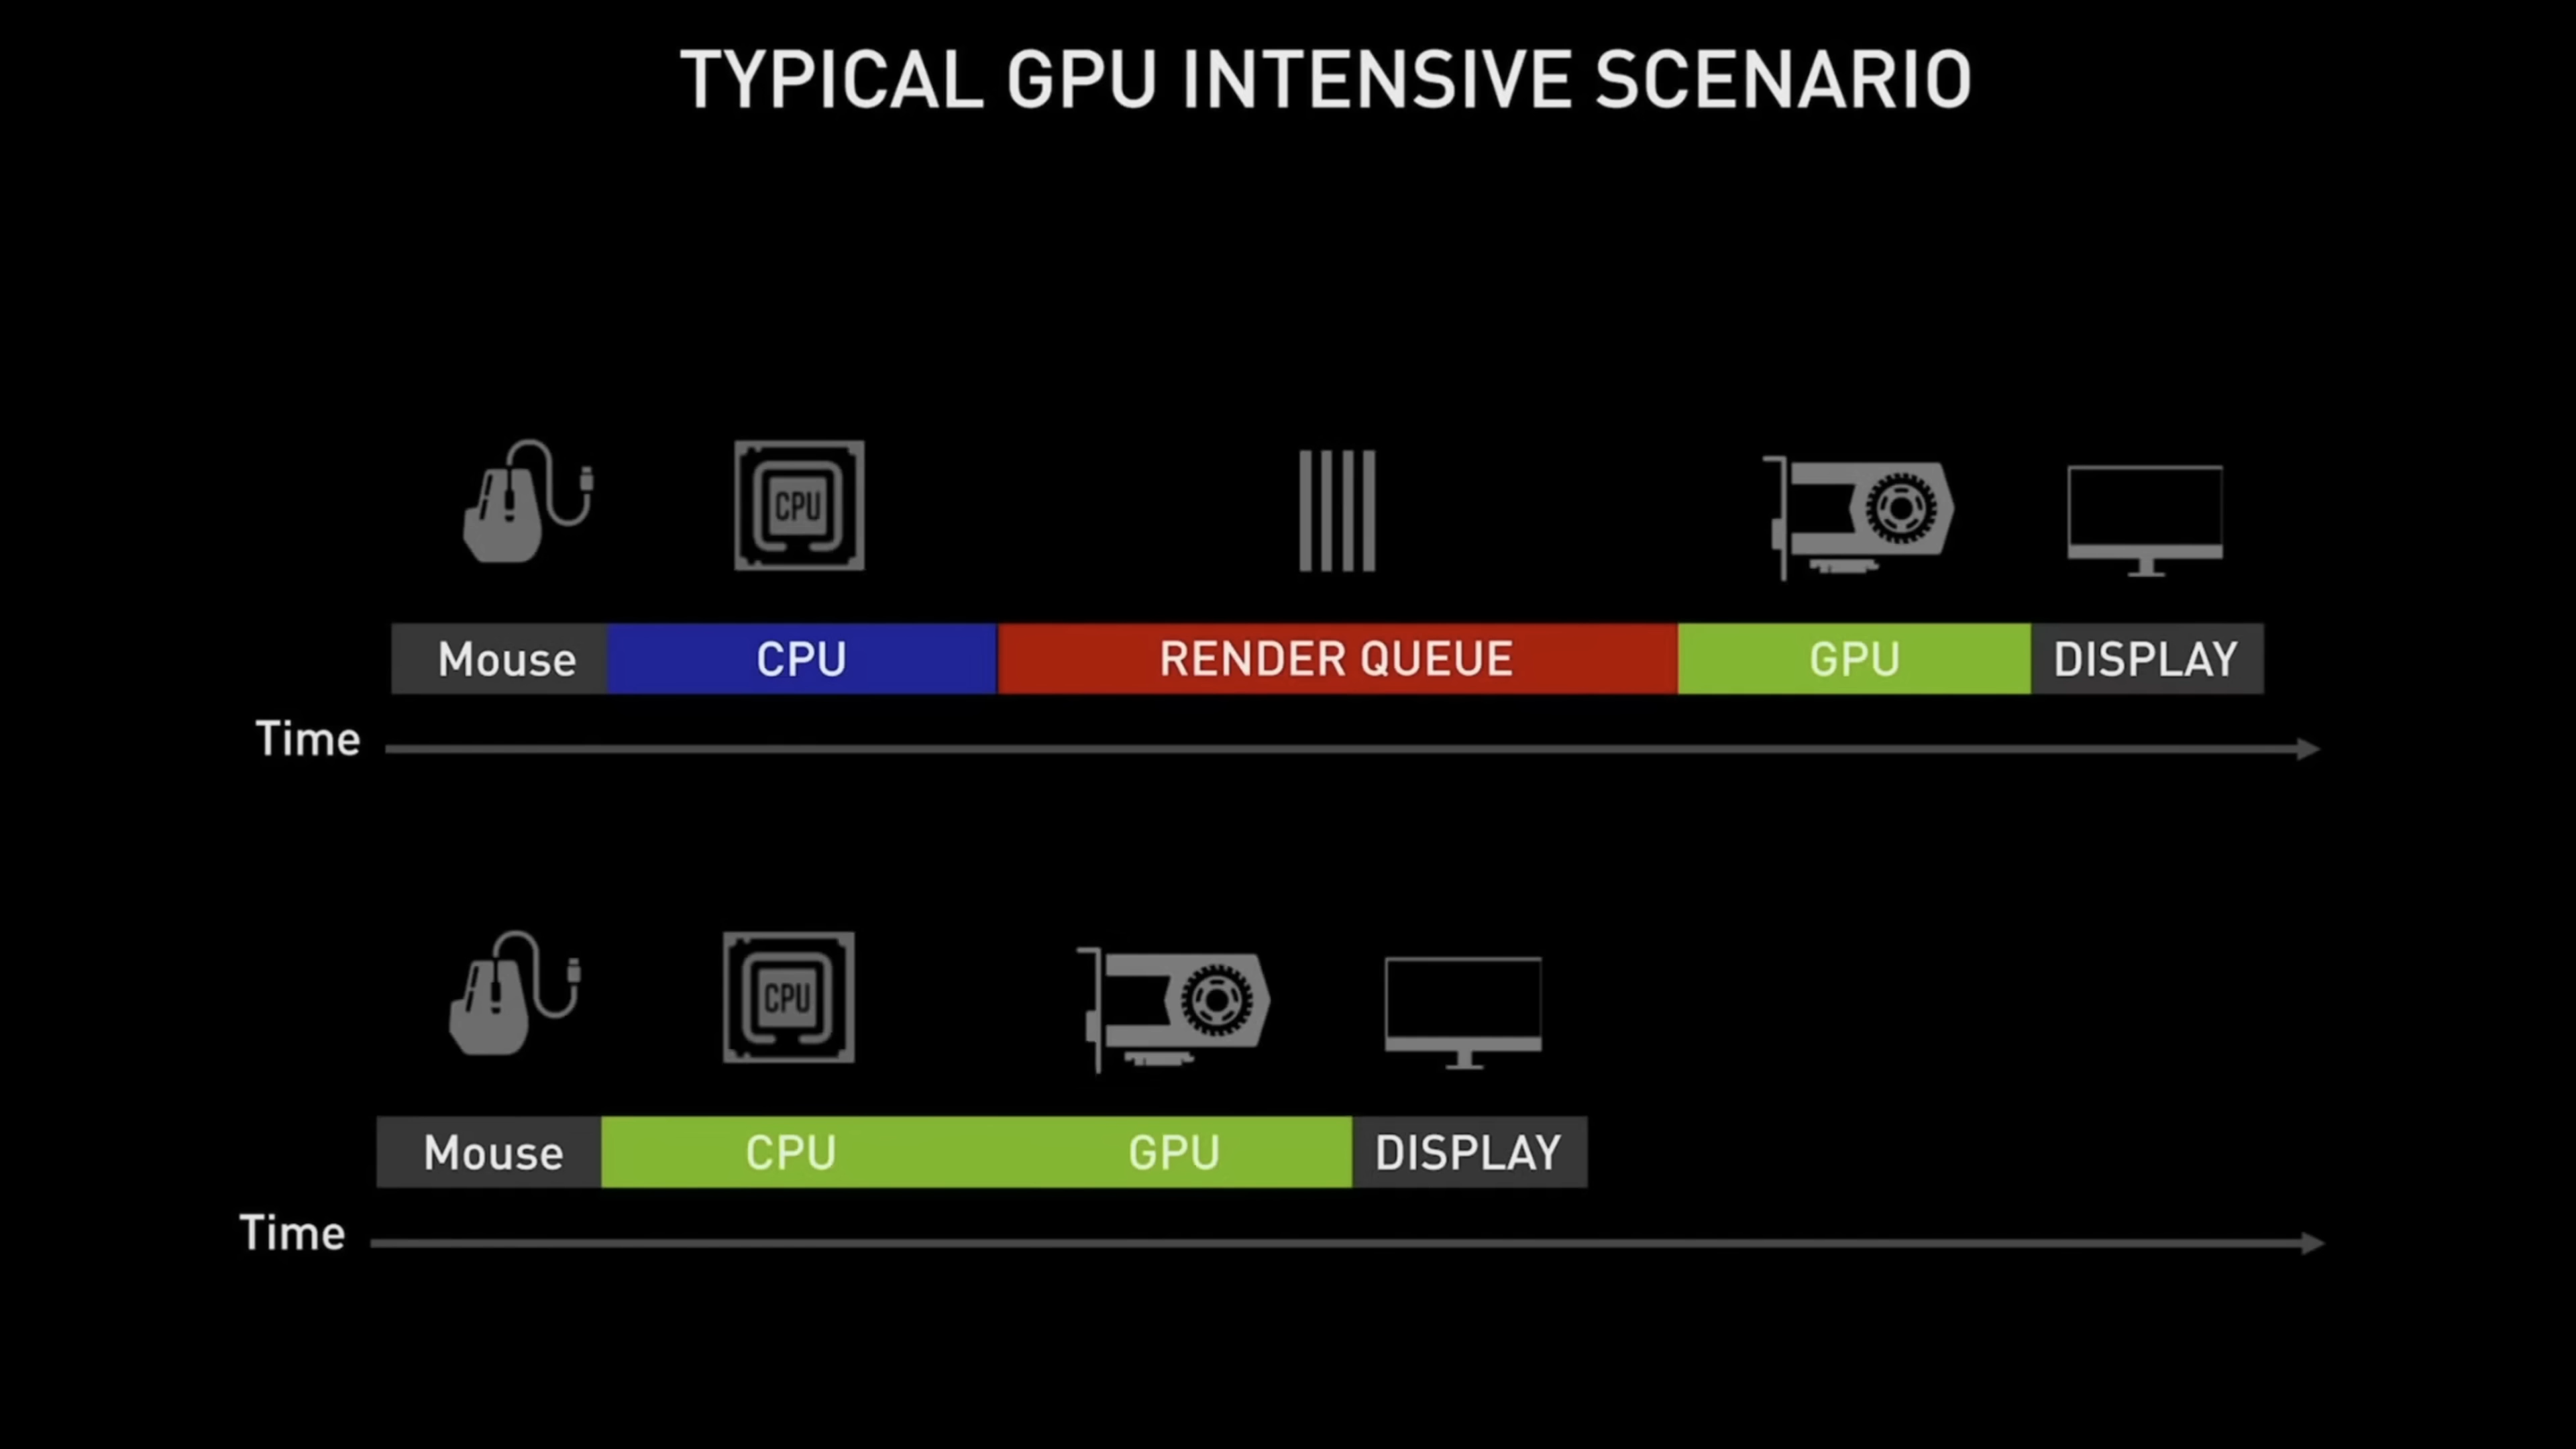 TYPICAL GPU INTENSIVE SCENARIO
CPU
Mouse CPU RENDER QUEUE GPU DISPLAY
Time
CPU
Mouse CPU GPU DISPLAY
Time